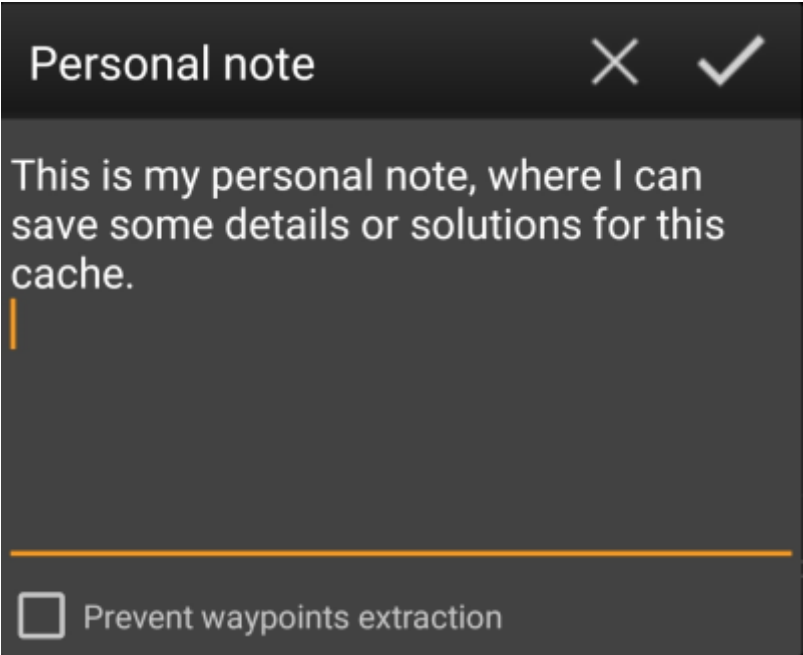 Personal note
This is my personal note, where I can
save some details or solutions for this
cache.
Prevent waypoints extraction